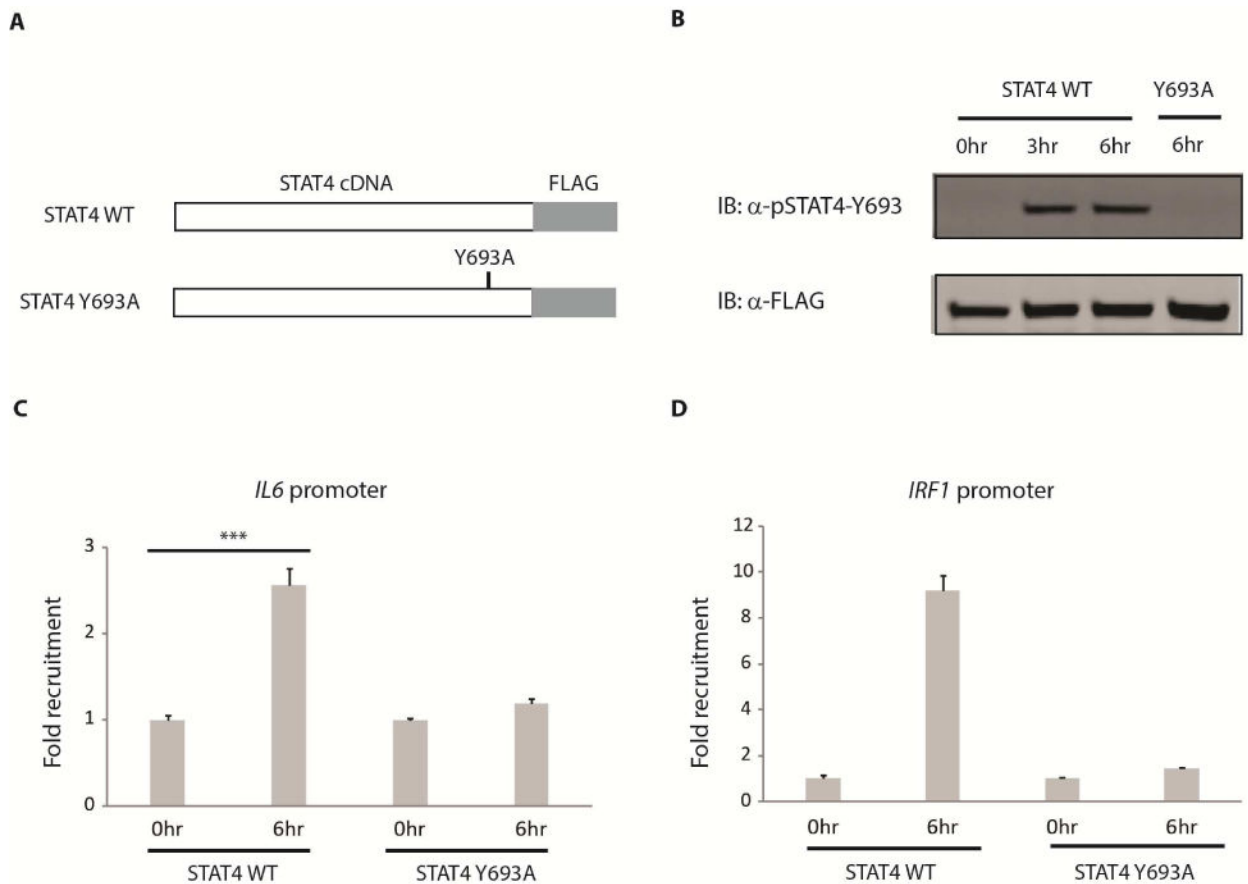 A
STAT4 cDNA FLAG
STAT4 WT
Y693A
STAT4 Y693A
B
STAT4 WT Y693A
0hr 3hr 6hr 6hr
IB: α-pSTAT4-Y693
IB: α-FLAG
C
IL6 promoter
***
3
2
1
0
Fold recruitment
0hr 6hr 0hr 6hr
STAT4 WT STAT4 Y693A
D
IRF1 promoter
12
10
8
6
4
2
0
Fold recruitment
0hr 6hr 0hr 6hr
STAT4 WT STAT4 Y693A